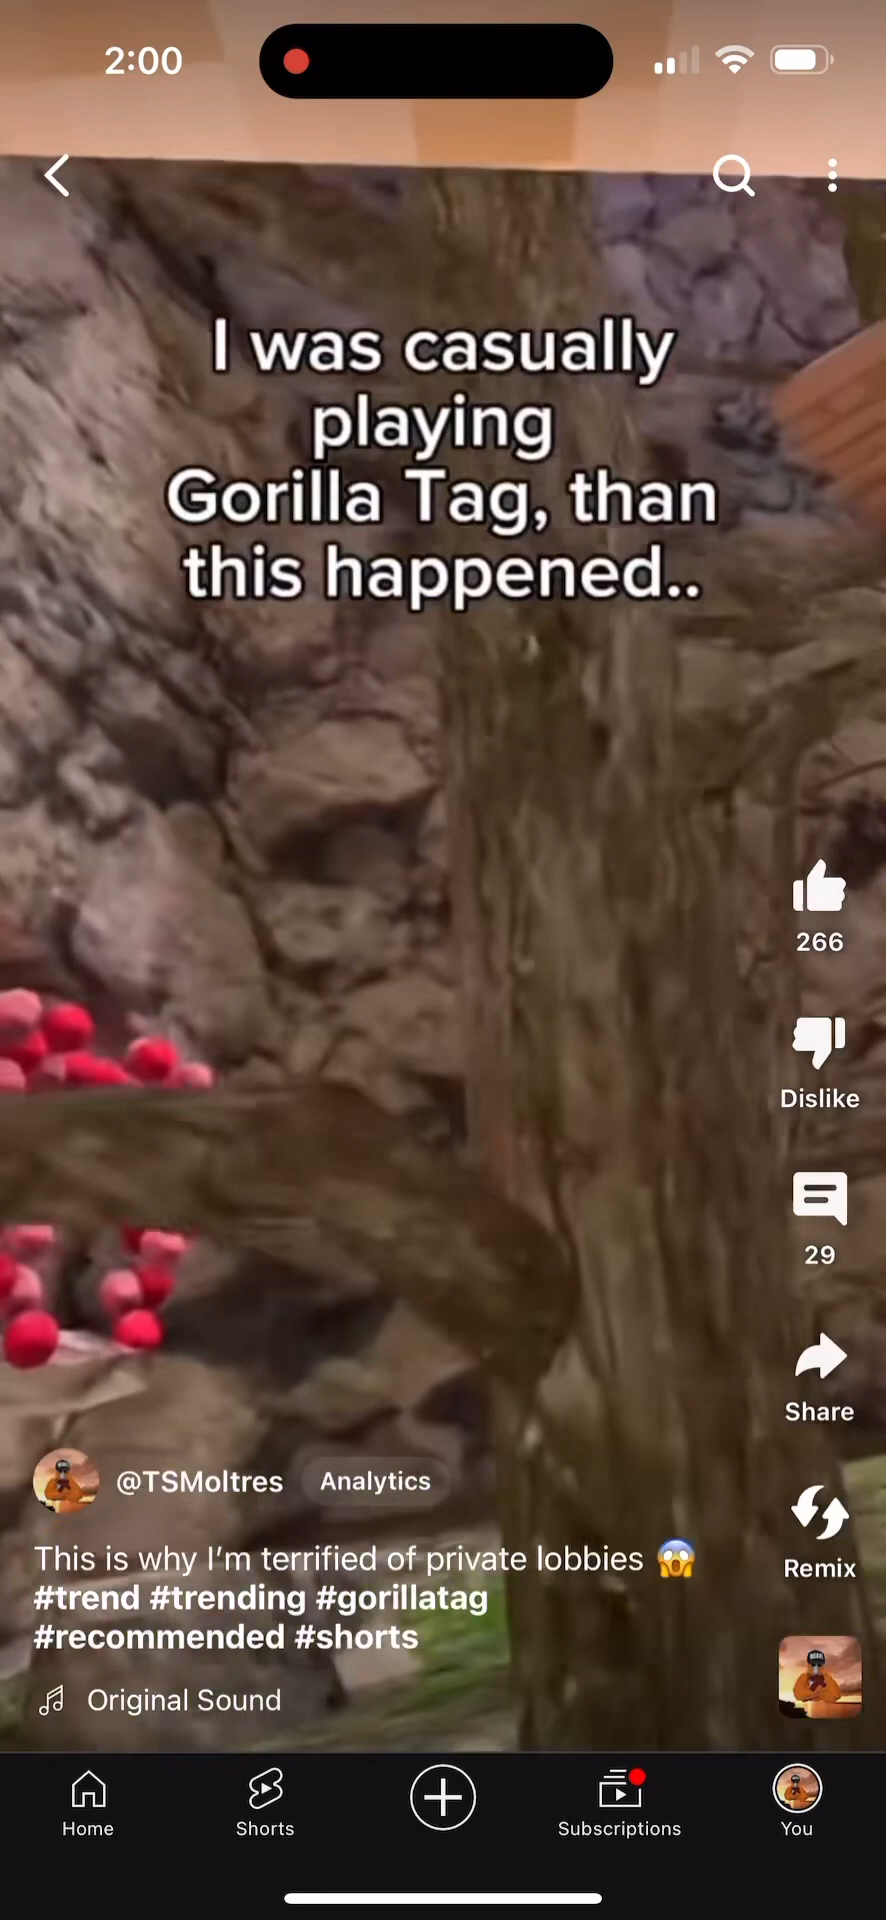 2:00
I was casually
playing
Gorilla Tag, than
this happened..
266
Dislike
29
Share
@TSMoltres
Analytics
This is why I'm terrified of private lobbies 😱
#trend #trending #gorillatag
#recommended #shorts
Remix
Original Sound
Home
Shorts
Subscriptions
You